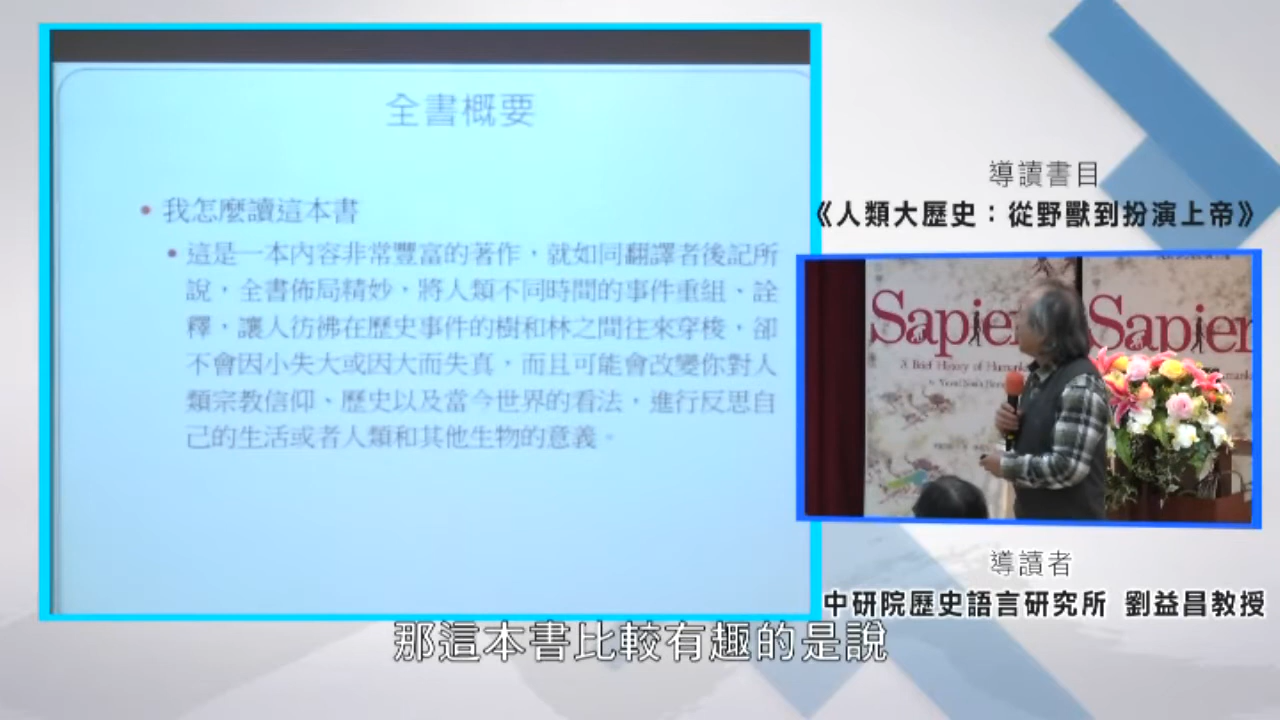 全書概要
• 我怎麼讀這本書
• 這是一本內容非常豐富的著作，就如同翻譯者後記所
說，全書佈局精妙，將人類不同時間的事件重組、詮
釋，讓人彷彿在歷史事件的樹和林之間往來穿梭，卻
不會因小失大或因大而失真，而且可能會改變你對人
類宗教信仰、歷史以及當今世界的看法，進行反思自
己的生活或者人類和其他生物的意義。
導讀書目
《人類大歷史：從野獸到扮演上帝》
Sapien
Sapien
A Brief History of Humank
導讀者
中研院歷史語言研究所 劉益昌教授
那這本書比較有趣的是說